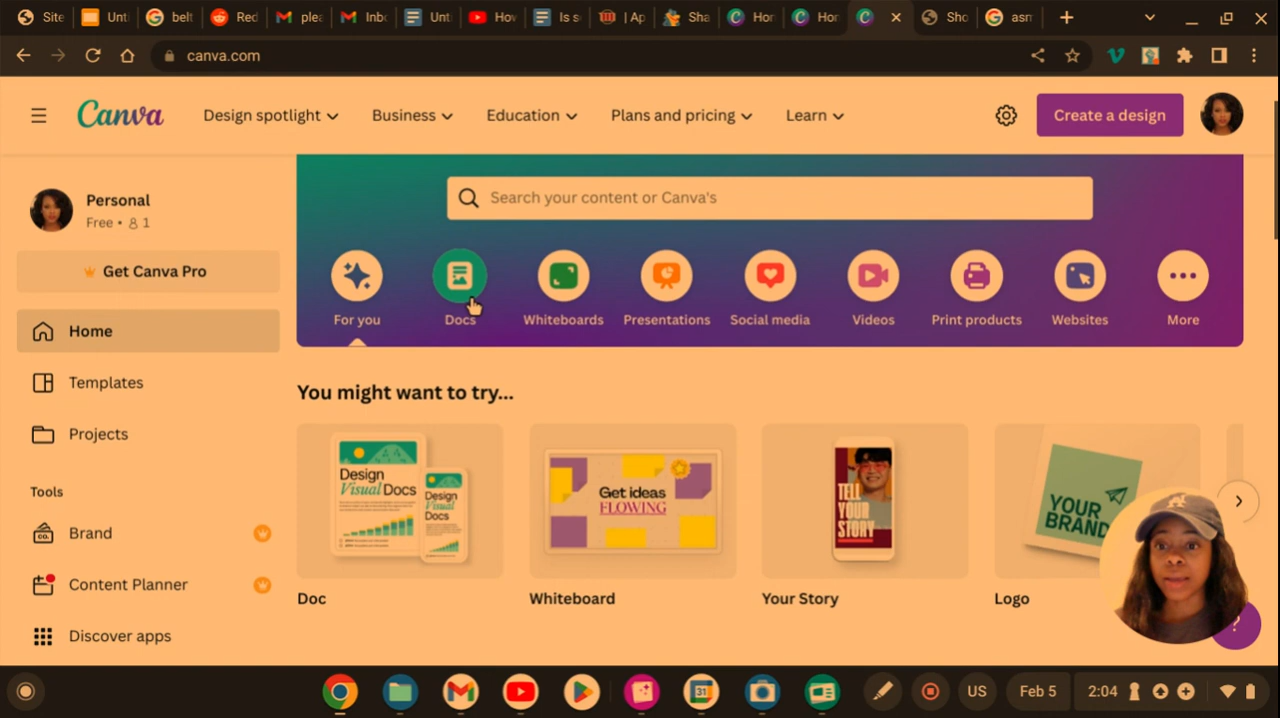 Site
Unt
belt
Red
plea
Inbo
Unt
How
Is s
| Ap
Sha
Hor
Hor
Sho
asm
canva.com
Canva
Design spotlight
Business
Education
Plans and pricing
Learn
Create a design
Personal
Free • 1
Get Canva Pro
Home
Templates
Projects
Tools
Brand
Content Planner
Discover apps
Search your content or Canva's
For you
Docs
Whiteboards
Presentations
Social media
Videos
Print products
Websites
More
You might want to try...
Design
Visual Docs
Design
Visual Docs
Get ideas
FLOWING
TELL
YOUR
STORY
YOUR
BRAND
Doc
Whiteboard
Your Story
Logo
?
US
Feb 5
2:04